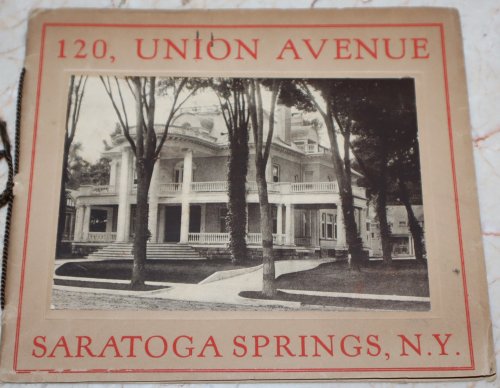 120, UNION AVENUE
SARATOGA SPRINGS, N.Y.